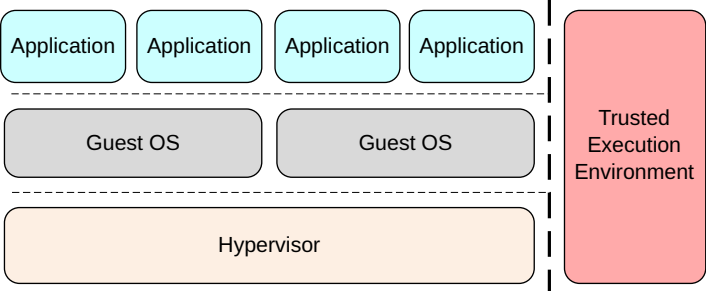 Application
Application
Application
Application
Guest OS
Guest OS
Hypervisor
Trusted
Execution
Environment